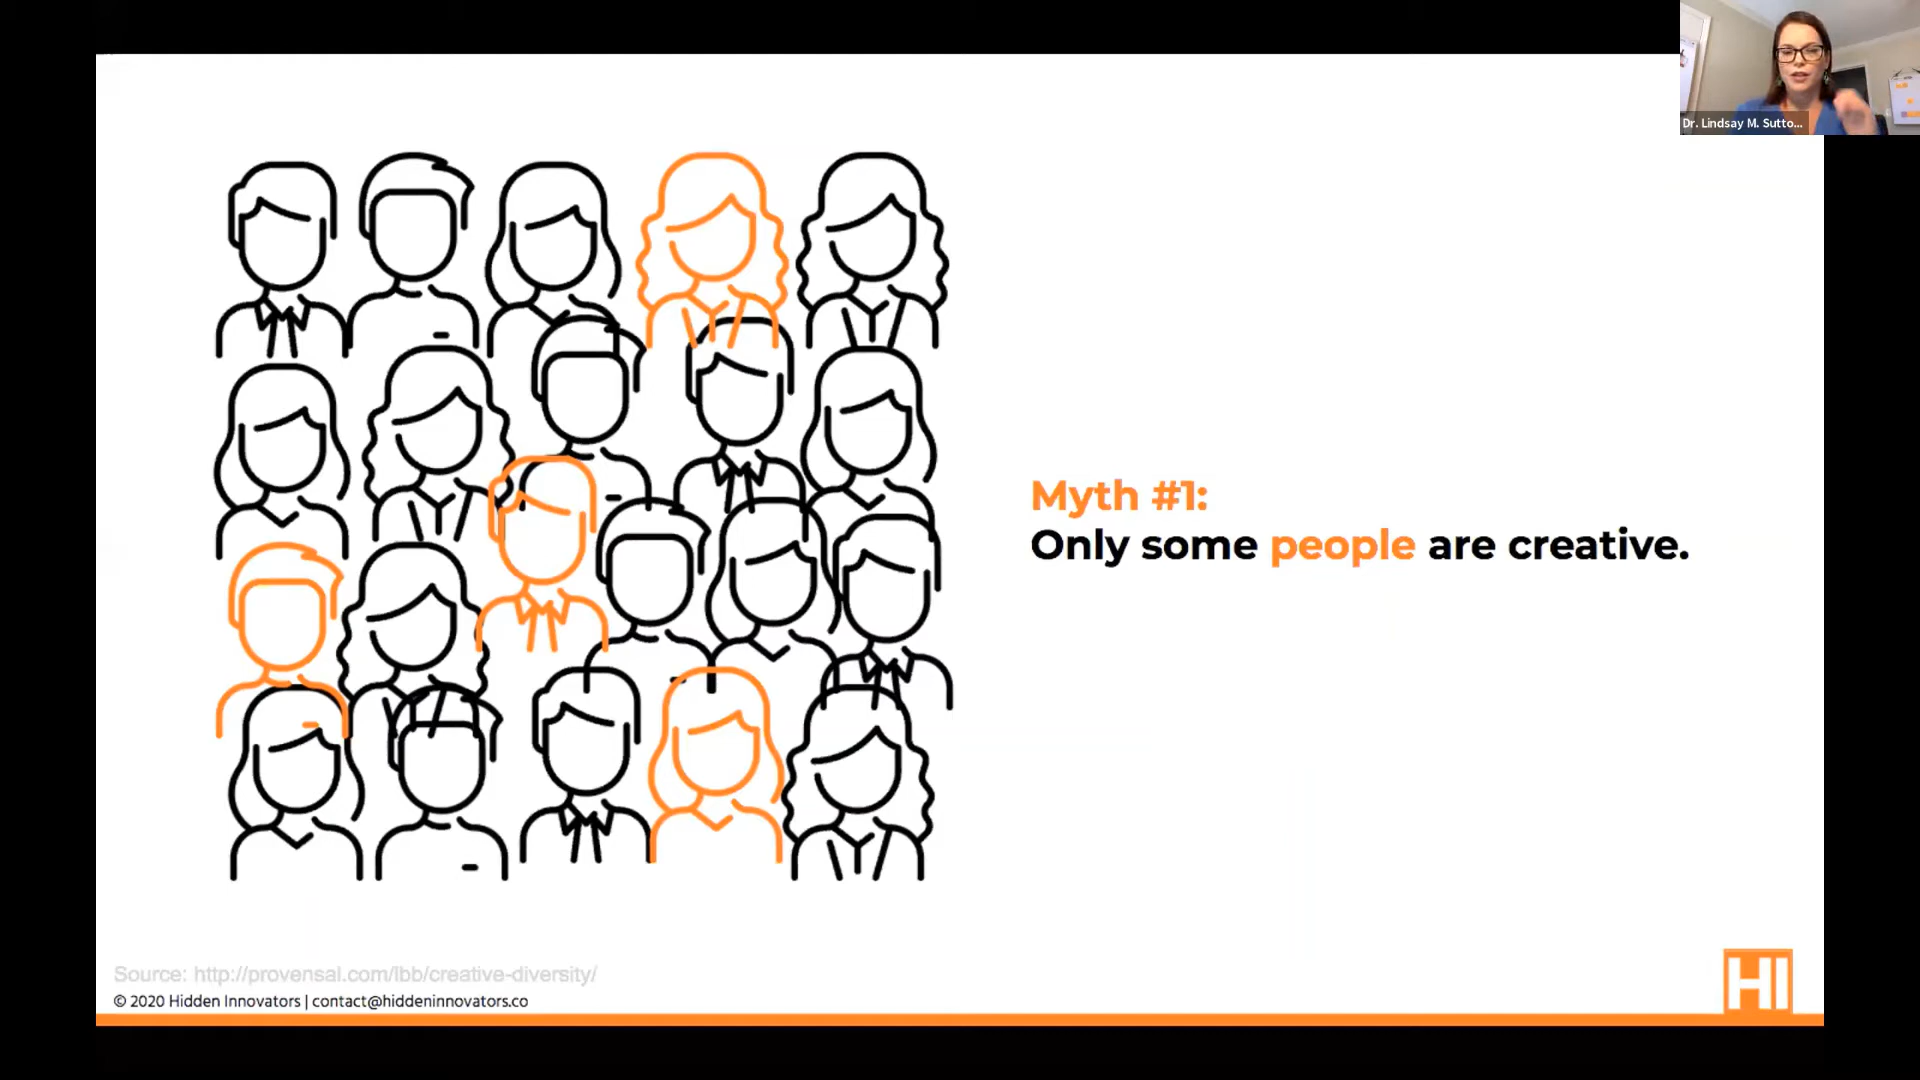 Dr. Lindsay M. Sutto...
Myth #1:
Only some people are creative.
Source: http://provensal.com/lbb/creative-diversity/
© 2020 Hidden Innovators | contact@hiddeninnovators.co
HI